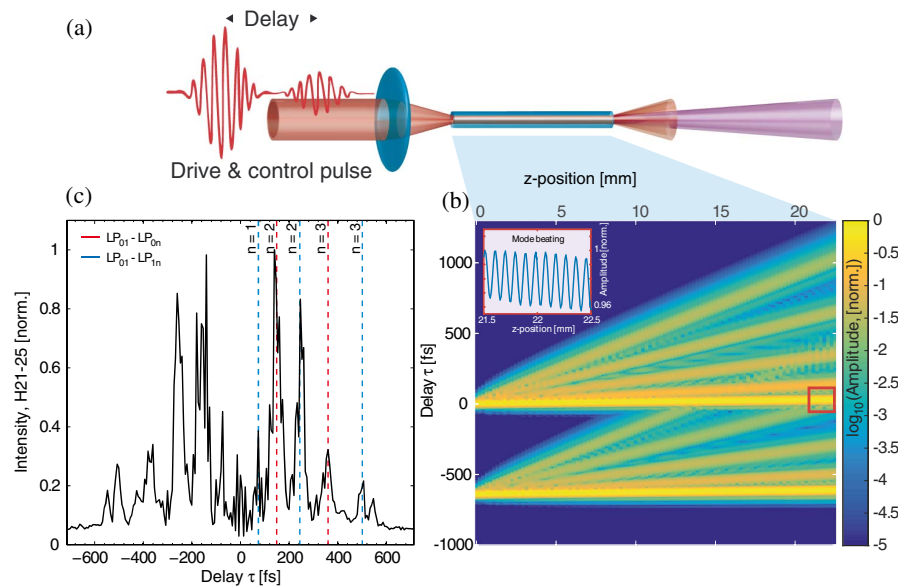 (a)
Delay
Drive & control pulse
z-position [mm]
(c)
(b)
0 5 10 15 20
LP01 - LP0n
LP01 - LP1n
n = 1
n = 2
n = 2
n = 3
n = 3
Intensity, H21-25 [norm.]
1
0.8
0.6
0.4
0.2
0
−600 −400 −200 0 200 400 600
Delay τ [fs]
Mode beating
Amplitude [norm.]
1
0.96
21.5 22 22.5
z-position [mm]
Delay τ [fs]
1000
500
0
-500
-1000
log10(Amplitude, [norm.])
0
-0.5
-1
-1.5
-2
-2.5
-3
-3.5
-4
-4.5
-5